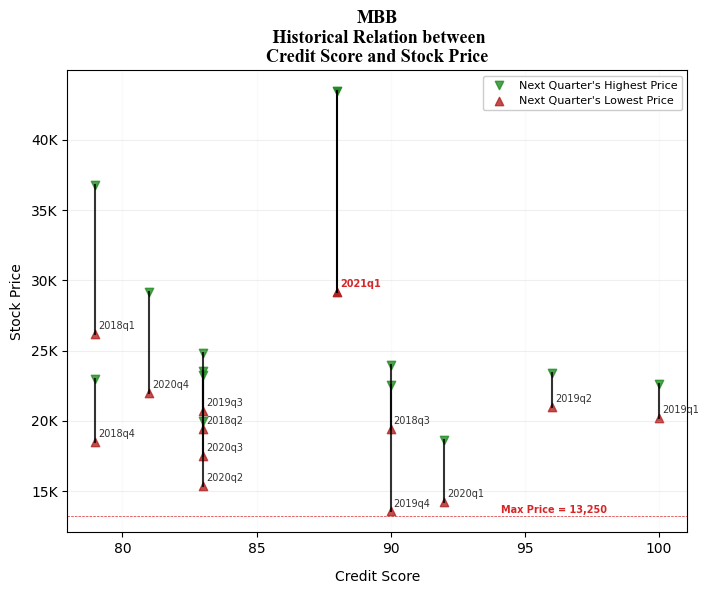 MBB
Historical Relation between
Credit Score and Stock Price
Next Quarter's Highest Price
Next Quarter's Lowest Price
40K
35K
30K
25K
20K
15K
Stock Price
2021q1
2018q1
2020q4
2018q4
2019q3
2018q2
2020q3
2020q2
2018q3
2019q4
2020q1
2019q2
2019q1
Max Price = 13,250
80
85
90
95
100
Credit Score